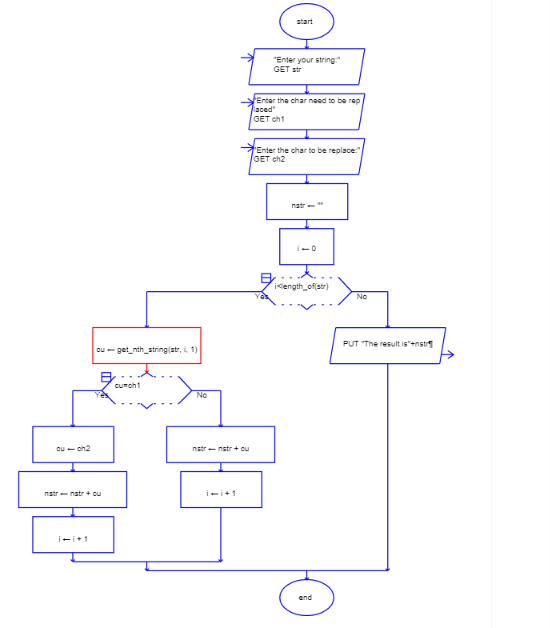 start
"Enter your string:"
GET str
"Enter the char need to be rep
laced"
GET ch1
"Enter the char to be replace:"
GET ch2
nstr ← ""
i ← 0
i<length_of(str)
Yes
No
cu ← get_nth_string(str, i, 1)
PUT "The result is"+nstr¶
cu=ch1
Yes
No
cu ← ch2
nstr ← nstr + cu
nstr ← nstr + cu
i ← i + 1
i ← i + 1
end